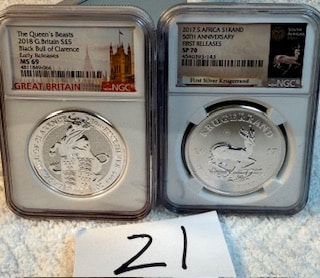 The Queen's Beasts
2018 G.Britain S£5
Black Bull of Clarence
Early Releases
MS 69
GREAT BRITAIN
NGC
2017 S.AFRICA S1RAND
50TH ANNIVERSARY
FIRST RELEASES
SP 70
First Silver Krugerrand
NGC
KRUGERRAND
21